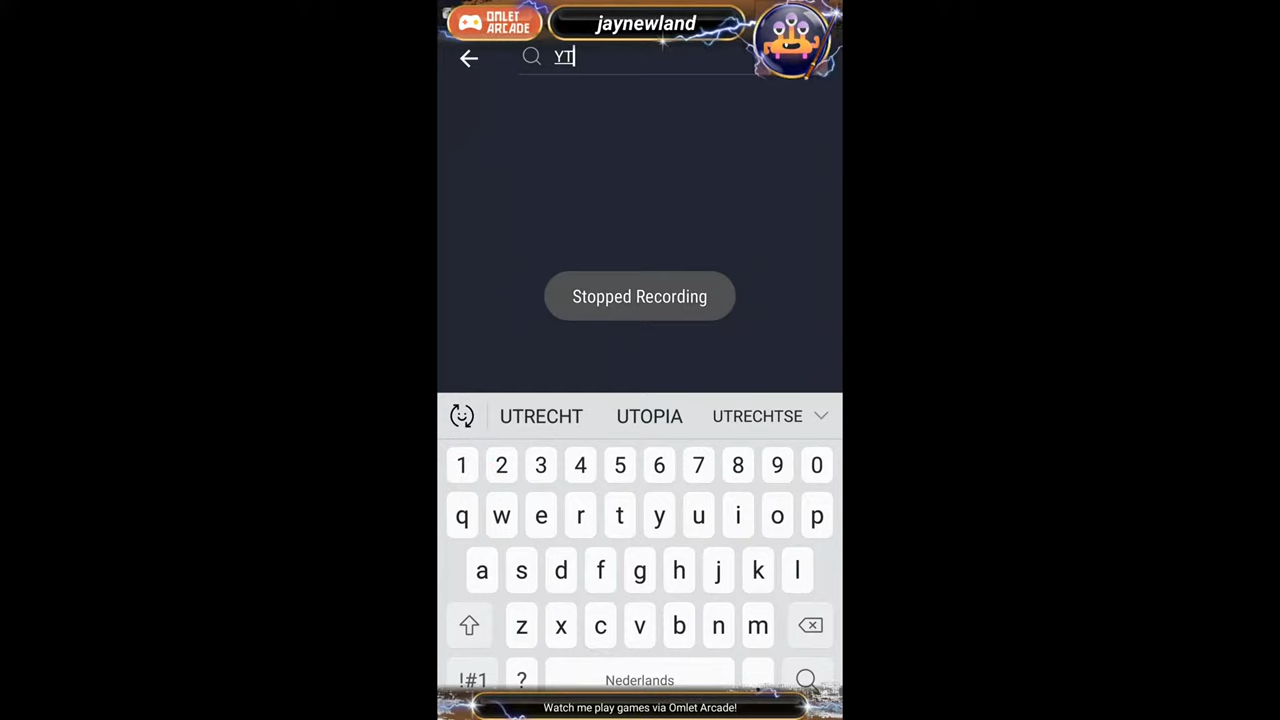 OMLET
ARCADE
jaynewland
YT
Stopped Recording
UTRECHT UTOPIA UTRECHTSE
1 2 3 4 5 6 7 8 9 0
q w e r t y u i o p
a s d f g h j k l
z x c v b n m
!#1 ? Nederlands .
Watch me play games via Omlet Arcade!